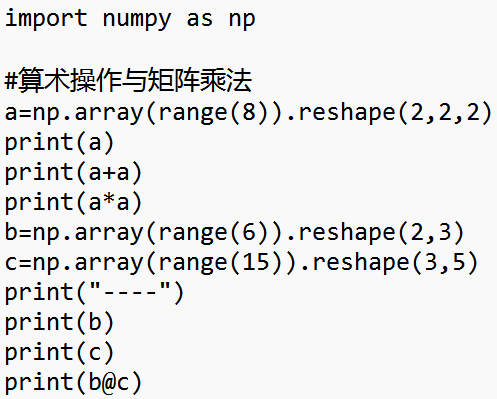 import numpy as np
#算术操作与矩阵乘法
a=np.array(range(8)).reshape(2,2,2)
print(a)
print(a+a)
print(a*a)
b=np.array(range(6)).reshape(2,3)
c=np.array(range(15)).reshape(3,5)
print("----")
print(b)
print(c)
print(b@c)